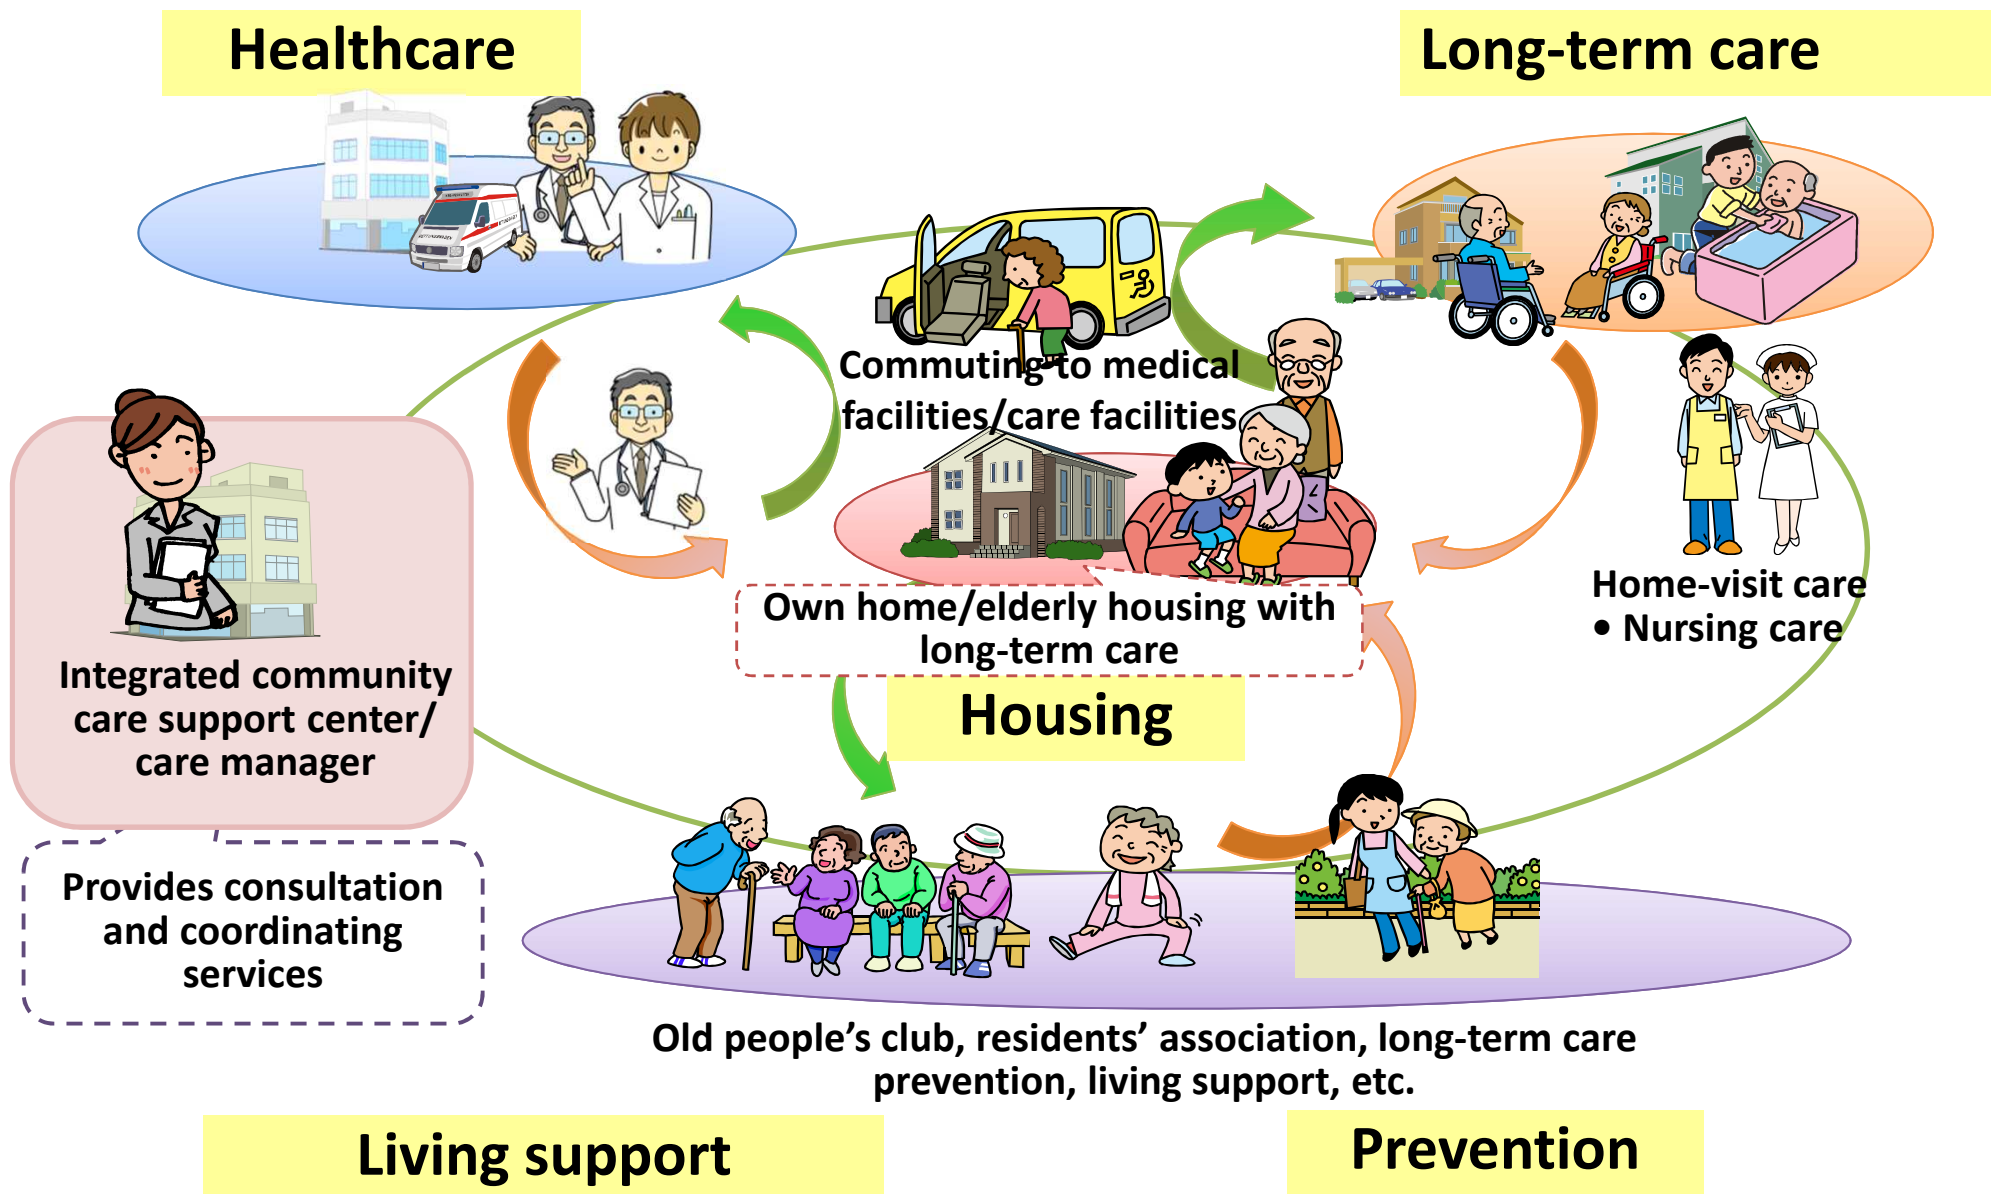 Healthcare
Long-term care
Commuting to medical
facilities/care facilities
Integrated community
care support center/
care manager
Own home/elderly housing with
long-term care
Home-visit care
• Nursing care
Housing
Provides consultation
and coordinating
services
Old people’s club, residents’ association, long-term care
prevention, living support, etc.
Living support
Prevention